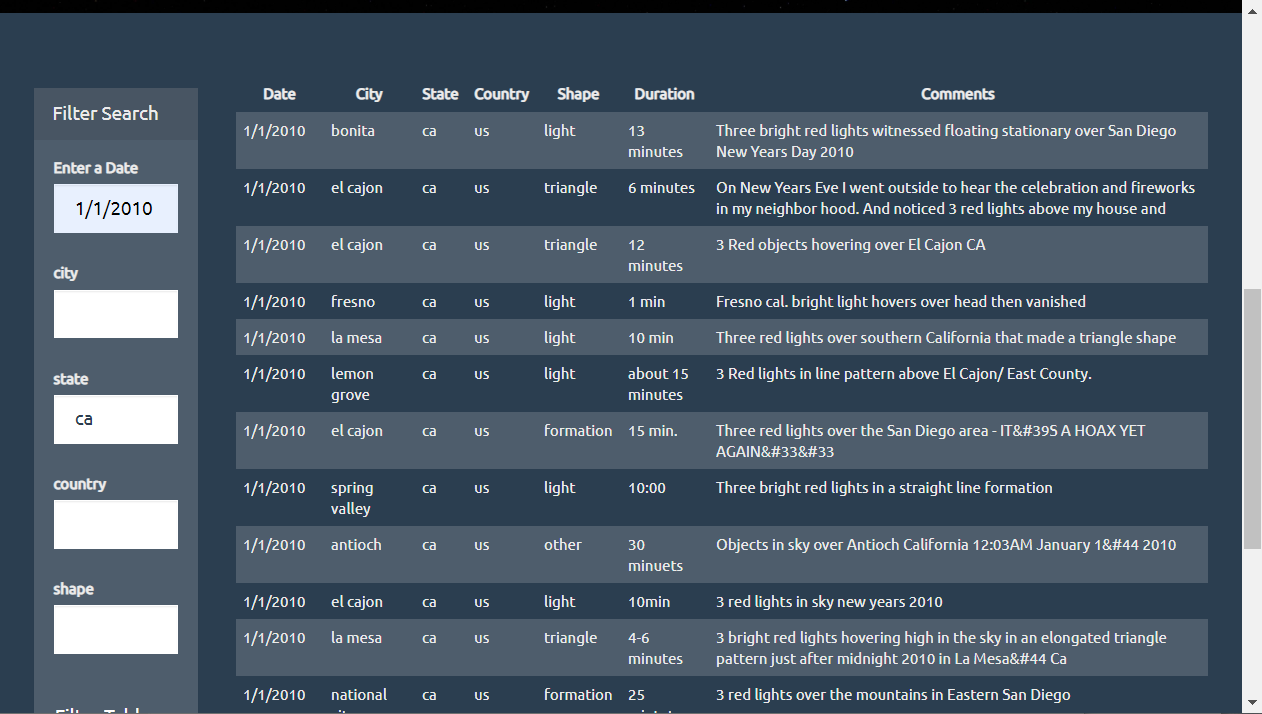 Filter Search
Enter a Date
1/1/2010
city
state
ca
country
shape
Date City State Country Shape Duration Comments
1/1/2010 bonita ca us light 13 Three bright red lights witnessed floating stationary over San Diego
minutes New Years Day 2010
1/1/2010 el cajon ca us triangle 6 minutes On New Years Eve I went outside to hear the celebration and fireworks
in my neighbor hood. And noticed 3 red lights above my house and
1/1/2010 el cajon ca us triangle 12 3 Red objects hovering over El Cajon CA
minutes
1/1/2010 fresno ca us light 1 min Fresno cal. bright light hovers over head then vanished
1/1/2010 la mesa ca us light 10 min Three red lights over southern California that made a triangle shape
1/1/2010 lemon ca us light about 15 3 Red lights in line pattern above El Cajon/ East County.
grove minutes
1/1/2010 el cajon ca us formation 15 min. Three red lights over the San Diego area - IT&#39S A HOAX YET
AGAIN&#33&#33
1/1/2010 spring ca us light 10:00 Three bright red lights in a straight line formation
valley
1/1/2010 antioch ca us other 30 Objects in sky over Antioch California 12:03AM January 1&#44 2010
minuets
1/1/2010 el cajon ca us light 10min 3 red lights in sky new years 2010
1/1/2010 la mesa ca us triangle 4-6 3 bright red lights hovering high in the sky in an elongated triangle
minutes pattern just after midnight 2010 in La Mesa&#44 Ca
1/1/2010 national ca us formation 25 3 red lights over the mountains in Eastern San Diego